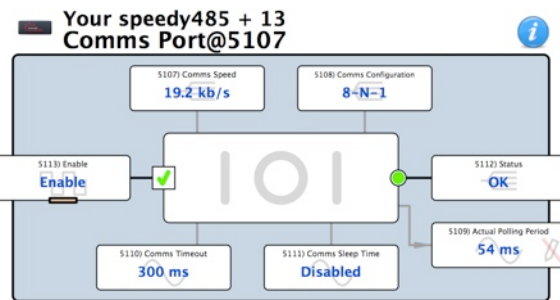 Your speedy485 + 13
Comms Port@5107
5107) Comms Speed
19.2 kb/s
5108) Comms Configuration
8-N-1
5113) Enable
Enable
5112) Status
OK
5109) Actual Polling Period
54 ms
5110) Comms Timeout
300 ms
5111) Comms Sleep Time
Disabled